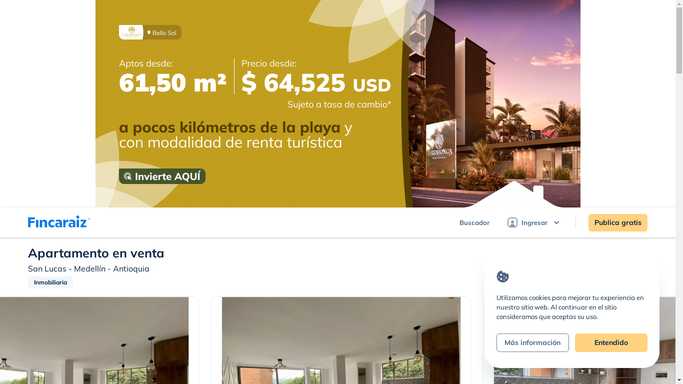 Bello Sol
Aptos desde:
61,50 m²
Precio desde:
$ 64,525 USD
Sujeto a tasa de cambio*
a pocos kilómetros de la playa y
con modalidad de renta turística
Invierte AQUÍ
Fincaraiz
Buscador
Ingresar
Publica gratis
Apartamento en venta
San Lucas - Medellín - Antioquia
Inmobiliaria
Utilizamos cookies para mejorar tu experiencia en
nuestro sitio web. Al continuar en el sitio
consideramos que aceptas su uso.
Más información
Entendido